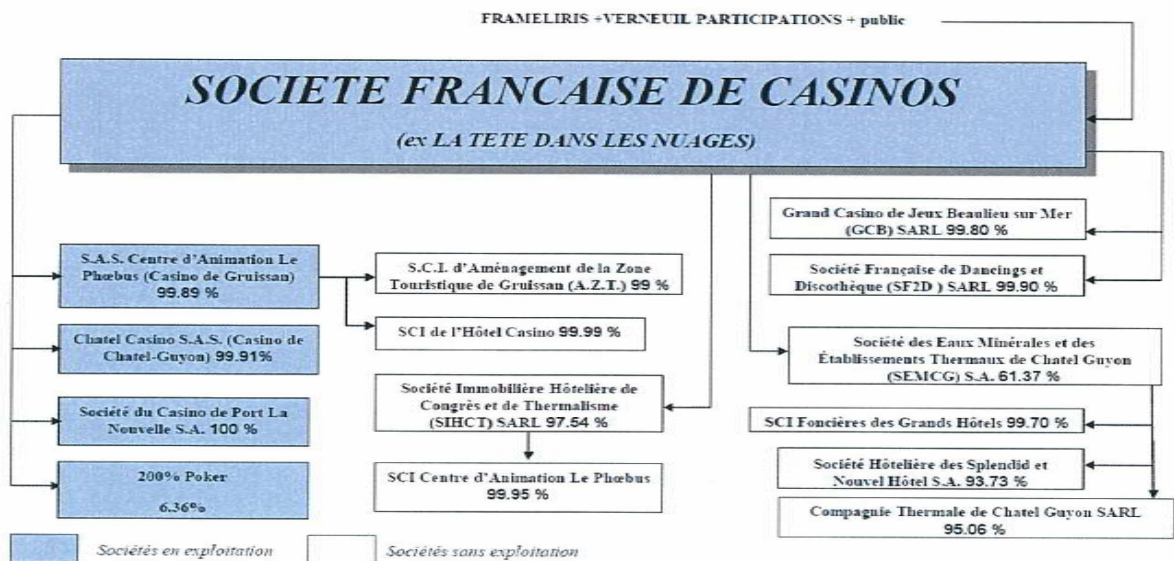 FRAMELIRIS +VERNEUIL PARTICIPATIONS + public
SOCIETE FRANCAISE DE CASINOS
(ex LA TETE DANS LES NUAGES)
S.A.S. Centre d'Animation Le
Phœbus (Casino de Gruissan)
99.89 %
Chatel Casino S.A.S. (Casino
de Chatel-Guyon) 99.91%
Société du Casino de Port La
Nouvelle S.A. 100 %
200% Poker
6.36%
S.C.I. d'Aménagement de la Zone
Touristique de Gruissan (A.Z.T.) 99 %
SCI de l'Hôtel Casino 99.99 %
Société Immobilière Hôtelière de
Congrès et de Thermalisme
(SIHCT) SARL 97.54 %
SCI Centre d'Animation Le Phœbus
99.95 %
Grand Casino de Jeux Beaulieu sur Mer
(GCB) SARL 99.80 %
Société Française de Dancings et
Discothèque (SF2D ) SARL 99.90 %
Société des Eaux Minérales et des
Établissements Thermaux de Chatel Guyon
(SEMCG) S.A. 61.37 %
SCI Foncières des Grands Hôtels 99.70 %
Société Hôtelière des Splendid et
Nouvel Hôtel S.A. 93.73 %
Compagnie Thermale de Chatel Guyon SARL
95.06 %
Sociétés en exploitation
Sociétés sans exploitation